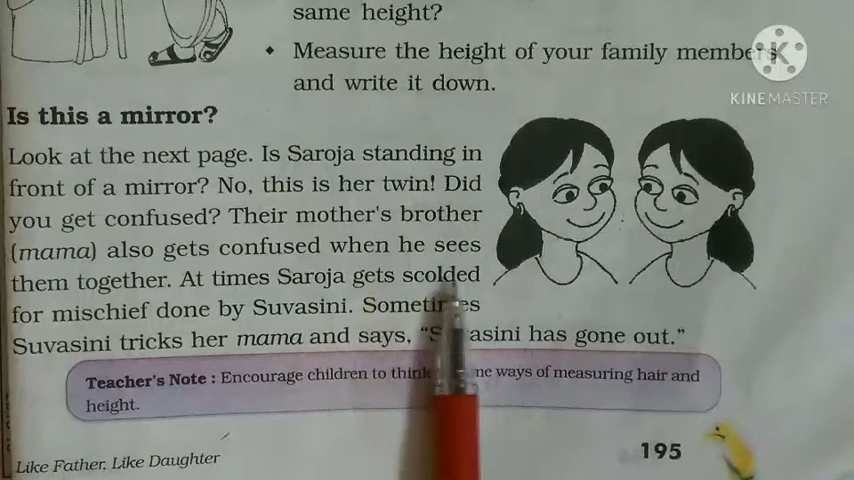 same height?
• Measure the height of your family members
and write it down.
KINEMASTER
Is this a mirror?
Look at the next page. Is Saroja standing in
front of a mirror? No, this is her twin! Did
you get confused? Their mother's brother
(mama) also gets confused when he sees
them together. At times Saroja gets scolded
for mischief done by Suvasini. Sometimes
Suvasini tricks her mama and says, “Suvasini has gone out.”
Teacher's Note : Encourage children to think ways of measuring hair and
height.
Like Father, Like Daughter
195